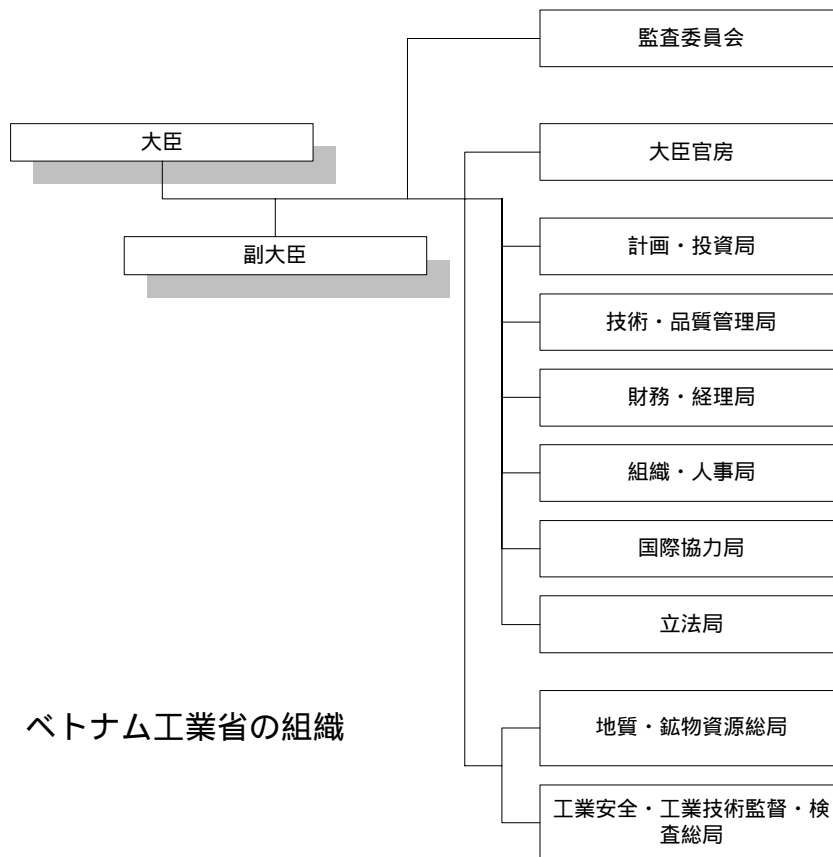 監査委員会
大臣
大臣官房
副大臣
計画・投資局
技術・品質管理局
財務・経理局
組織・人事局
国際協力局
立法局
ベトナム工業省の組織
地質・鉱物資源総局
工業安全・工業技術監督・検
査総局